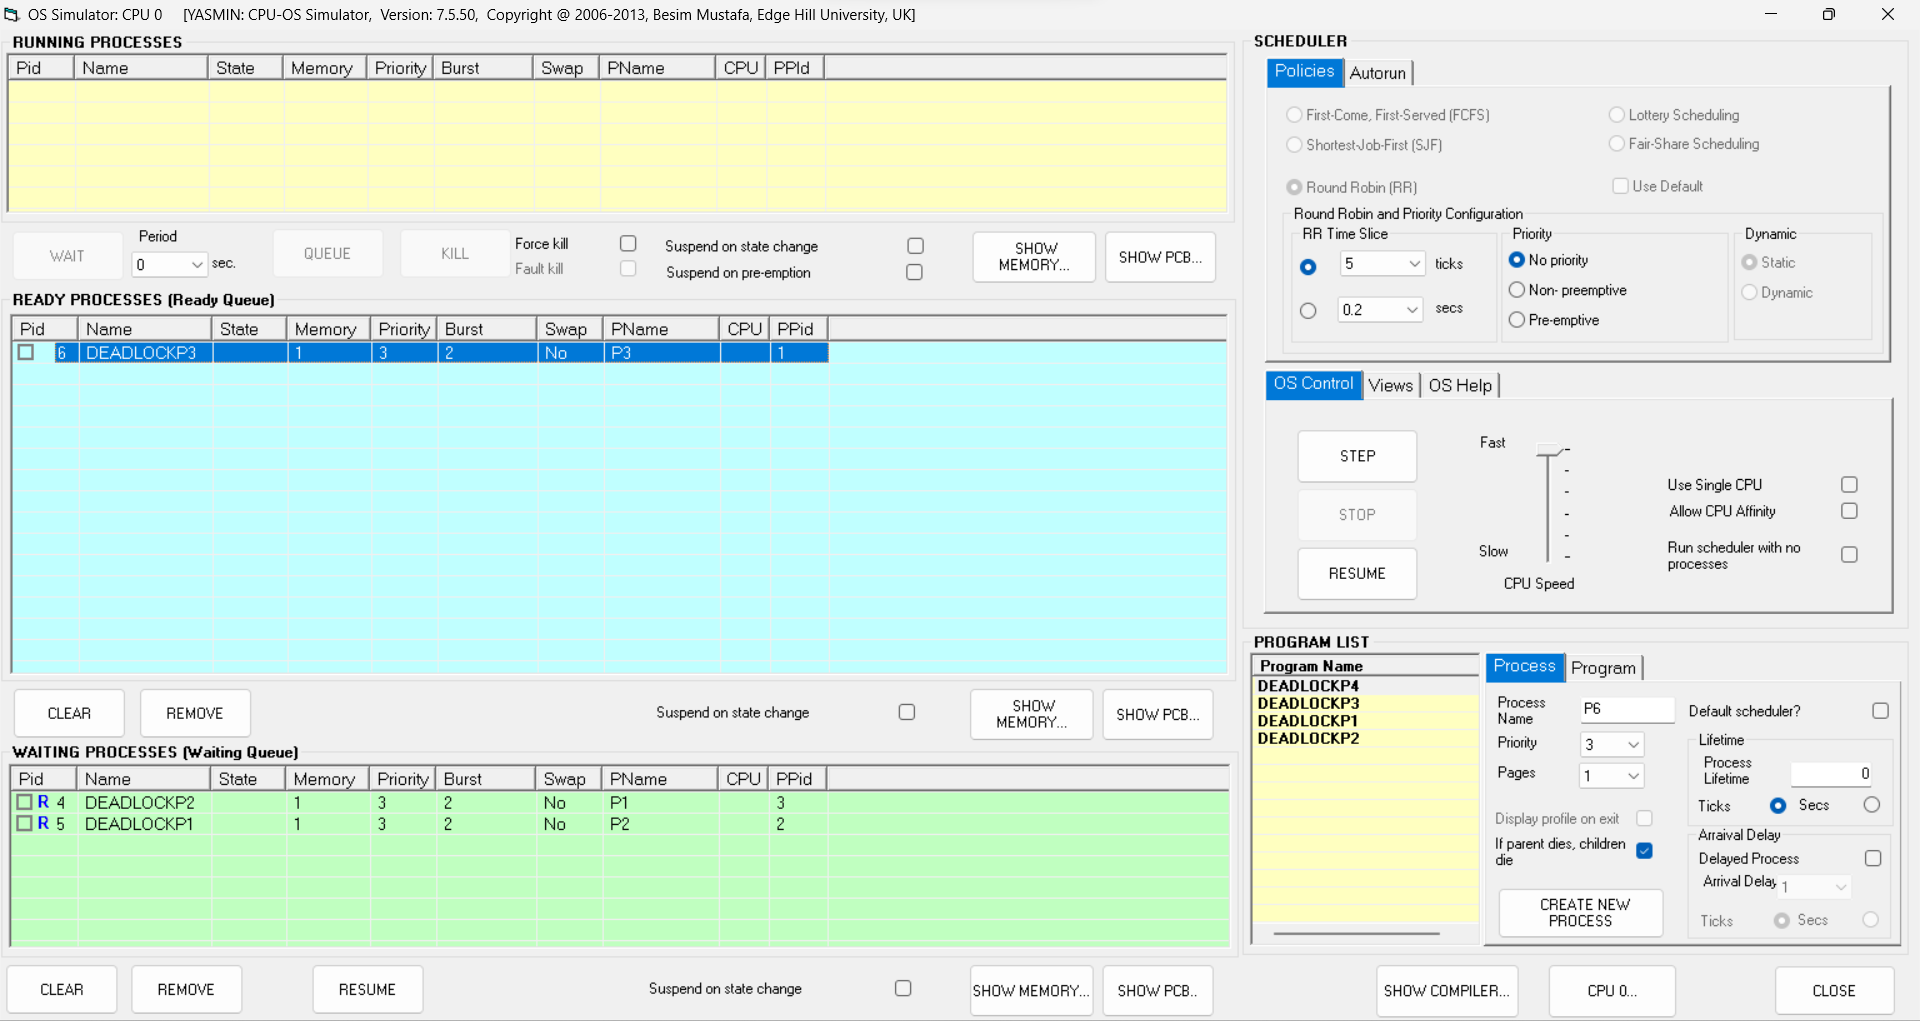 OS Simulator: CPU 0 [YASMIN: CPU-OS Simulator, Version: 7.5.50, Copyright @ 2006-2013, Besim Mustafa, Edge Hill University, UK]
RUNNING PROCESSES
Pid Name State Memory Priority Burst Swap PName CPU PPId
WAIT
Period
0 sec.
QUEUE
KILL
Force kill
Fault kill
Suspend on state change
Suspend on pre-emption
SHOW
MEMORY...
SHOW PCB...
READY PROCESSES (Ready Queue)
Pid Name State Memory Priority Burst Swap PName CPU PPid
6 DEADLOCKP3 1 3 2 No P3 1
CLEAR
REMOVE
Suspend on state change
SHOW
MEMORY...
SHOW PCB...
WAITING PROCESSES (Waiting Queue)
Pid Name State Memory Priority Burst Swap PName CPU PPid
R 4 DEADLOCKP2 1 3 2 No P1 3
R 5 DEADLOCKP1 1 3 2 No P2 2
CLEAR
REMOVE
RESUME
Suspend on state change
SHOW MEMORY...
SHOW PCB..
SCHEDULER
Policies Autorun
First-Come, First-Served (FCFS)
Lottery Scheduling
Shortest-Job-First (SJF)
Fair-Share Scheduling
Round Robin (RR)
Use Default
Round Robin and Priority Configuration
RR Time Slice
5 ticks
0.2 secs
Priority
No priority
Non- preemptive
Pre-emptive
Dynamic
Static
Dynamic
OS Control Views OS Help
STEP
STOP
RESUME
Fast
Slow
CPU Speed
Use Single CPU
Allow CPU Affinity
Run scheduler with no
processes
PROGRAM LIST
Program Name
DEADLOCKP4
DEADLOCKP3
DEADLOCKP1
DEADLOCKP2
Process Program
Process
Name
P6
Priority
3
Pages
1
Display profile on exit
If parent dies, children
die
CREATE NEW
PROCESS
Default scheduler?
Lifetime
Process
Lifetime
0
Ticks Secs
Arraival Delay
Delayed Process
Arrival Delay
1
Ticks Secs
SHOW COMPILER...
CPU 0...
CLOSE